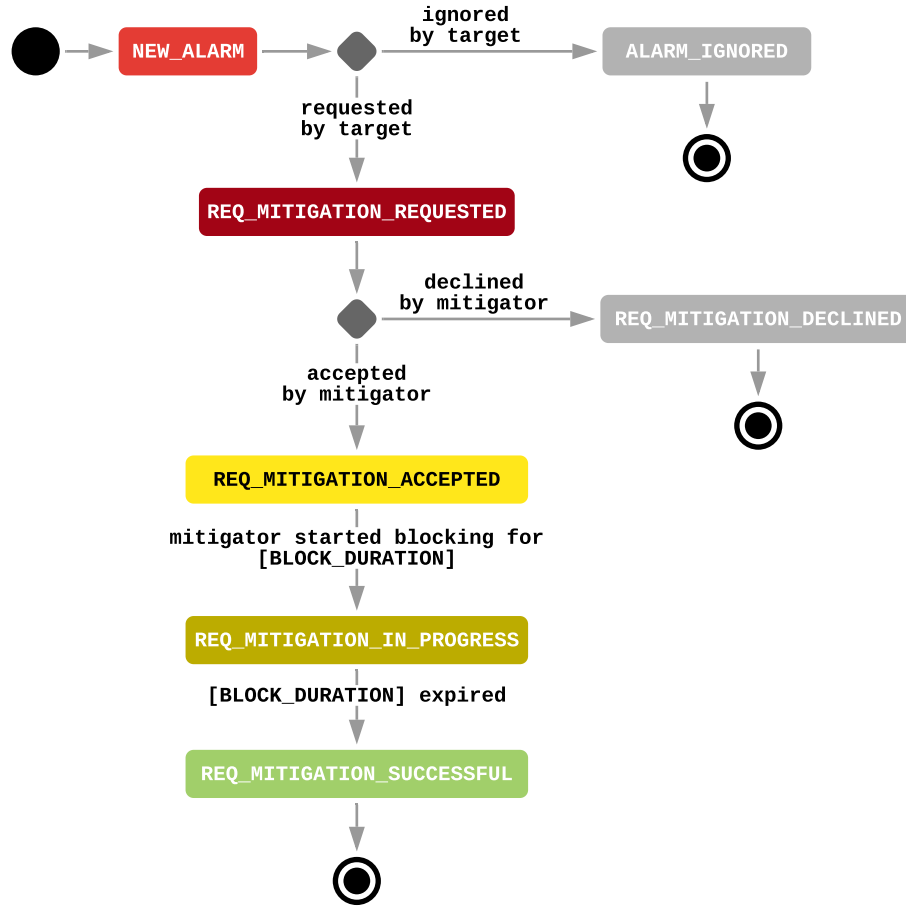 NEW_ALARM
ignored
by target
ALARM_IGNORED
requested
by target
REQ_MITIGATION_REQUESTED
declined
by mitigator
REQ_MITIGATION_DECLINED
accepted
by mitigator
REQ_MITIGATION_ACCEPTED
mitigator started blocking for
[BLOCK_DURATION]
REQ_MITIGATION_IN_PROGRESS
[BLOCK_DURATION] expired
REQ_MITIGATION_SUCCESSFUL